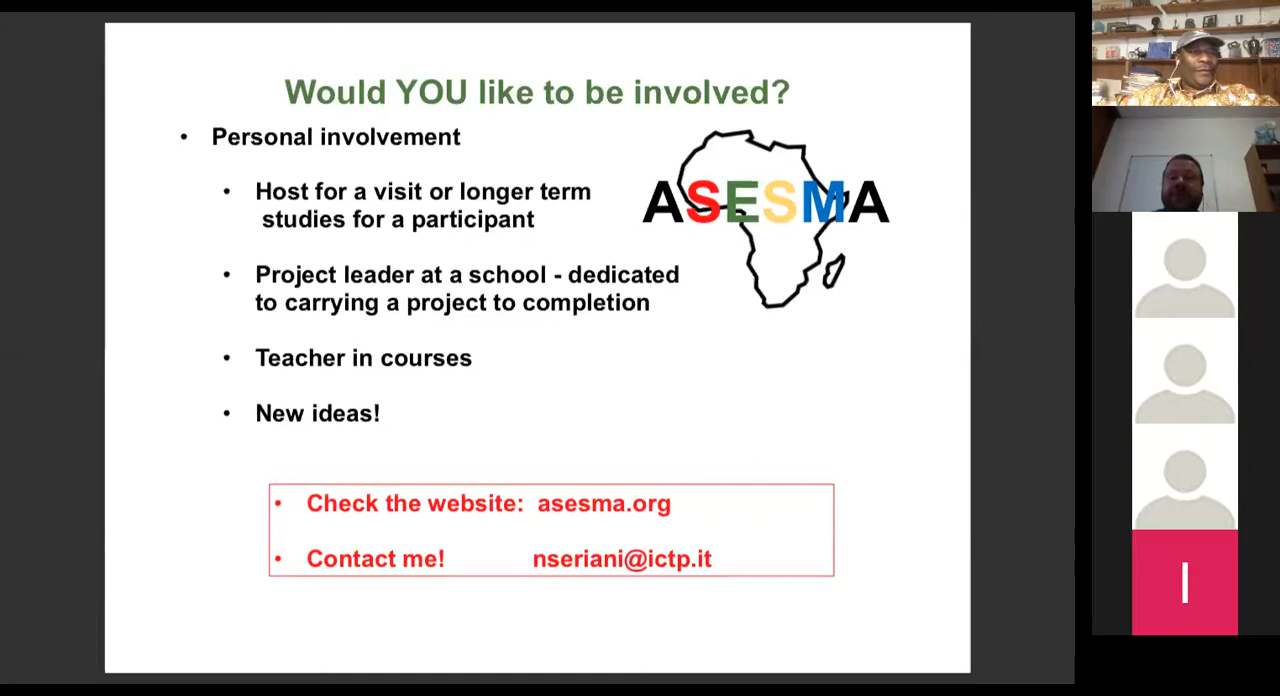 Would YOU like to be involved?
• Personal involvement
• Host for a visit or longer term
studies for a participant
ASESMA
• Project leader at a school - dedicated
to carrying a project to completion
• Teacher in courses
• New ideas!
• Check the website: asesma.org
• Contact me! nseriani@ictp.it
I